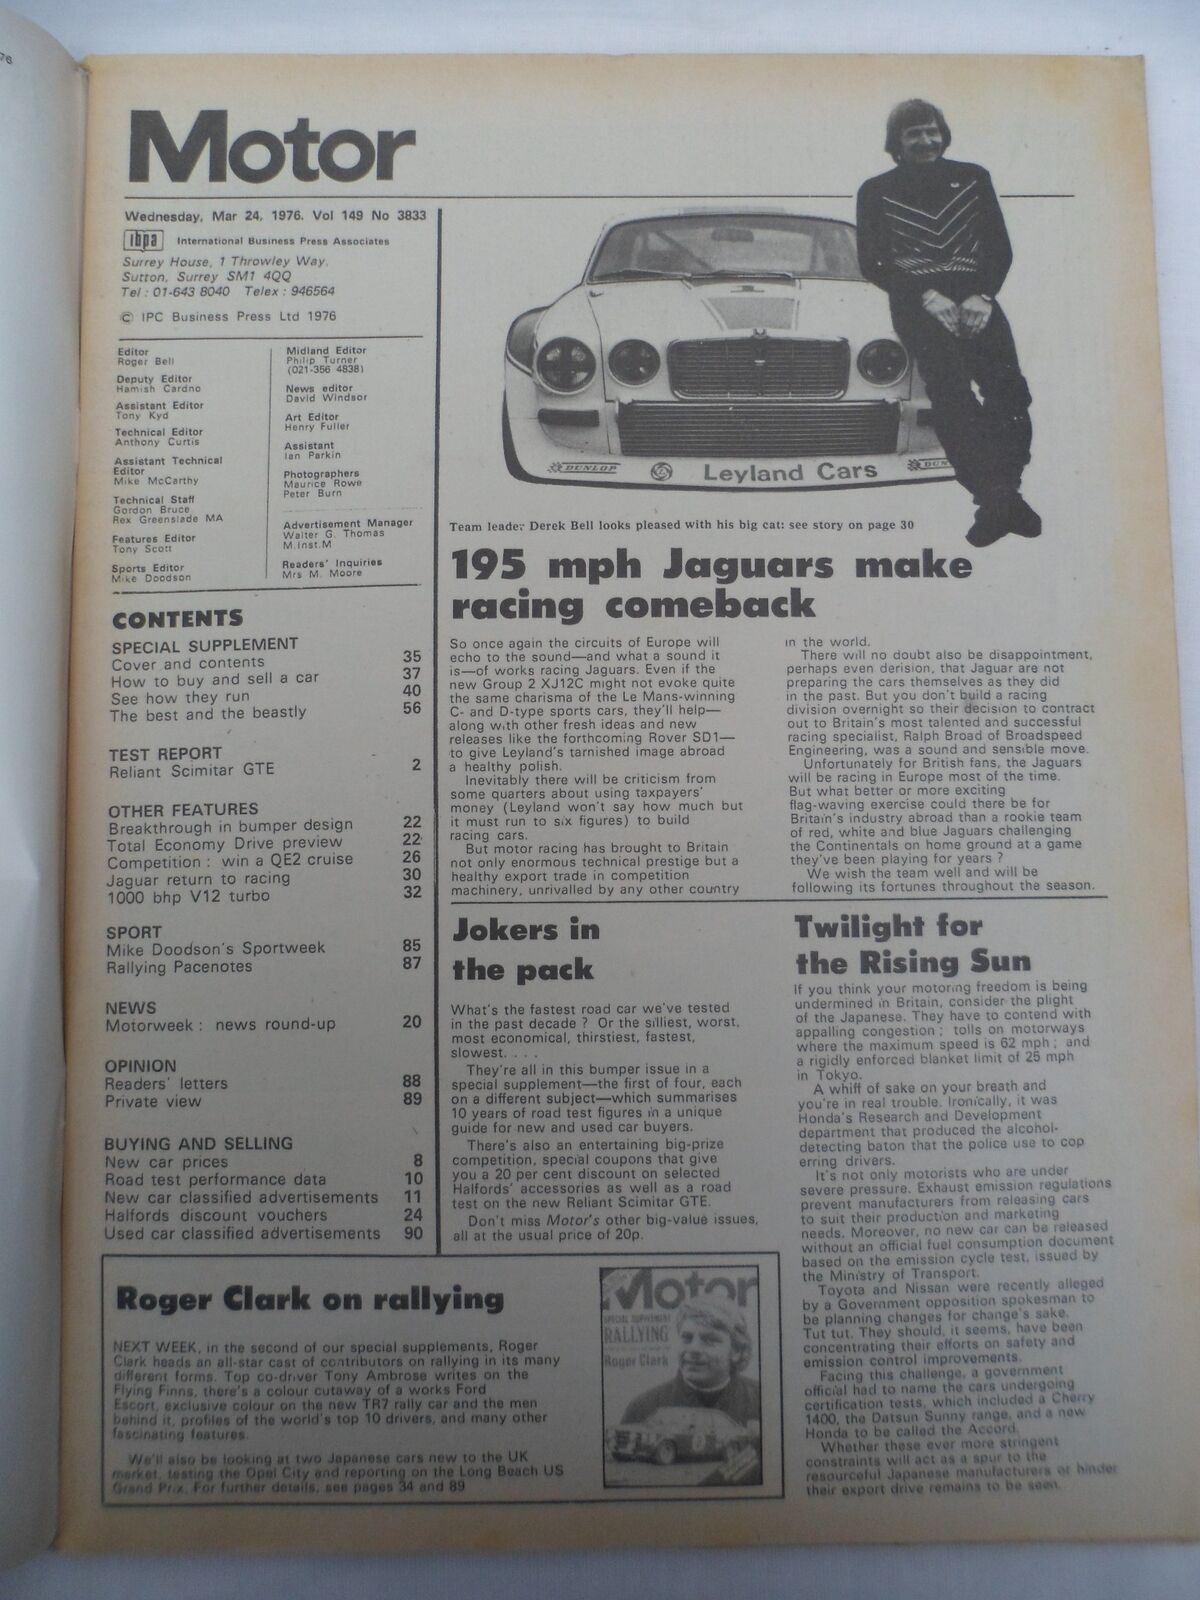 76
Motor
Wednesday, Mar 24, 1976. Vol 149 No 3833
ibpa International Business Press Associates
Surrey House, 1 Throwley Way,
Sutton, Surrey SM1 4QQ
Tel : 01-643 8040 Telex : 946564
© IPC Business Press Ltd 1976
Editor
Roger Bell
Deputy Editor
Hamish Cardno
Assistant Editor
Tony Kyd
Technical Editor
Anthony Curtis
Assistant Technical
Editor
Mike McCarthy
Technical Staff
Gordon Bruce
Rex Greenslade MA
Features Editor
Tony Scott
Sports Editor
Mike Doodson
Midland Editor
Philip Turner
(021-356 4838)
News editor
David Windsor
Art Editor
Henry Fuller
Assistant
Ian Parkin
Photographers
Maurice Rowe
Peter Burn
Advertisement Manager
Walter G. Thomas
M.Inst.M
Readers' Inquiries
Mrs M. Moore
CONTENTS
SPECIAL SUPPLEMENT
Cover and contents 35
How to buy and sell a car 37
See how they run 40
The best and the beastly 56
TEST REPORT
Reliant Scimitar GTE 2
OTHER FEATURES
Breakthrough in bumper design 22
Total Economy Drive preview 22
Competition : win a QE2 cruise 26
Jaguar return to racing 30
1000 bhp V12 turbo 32
SPORT
Mike Doodson's Sportweek 85
Rallying Pacenotes 87
NEWS
Motorweek : news round-up 20
OPINION
Readers' letters 88
Private view 89
BUYING AND SELLING
New car prices 8
Road test performance data 10
New car classified advertisements 11
Halfords discount vouchers 24
Used car classified advertisements 90
DUNLOP
Leyland Cars
DUN
Team leader Derek Bell looks pleased with his big cat: see story on page 30
195 mph Jaguars make
racing comeback
So once again the circuits of Europe will
echo to the sound—and what a sound it
is—of works racing Jaguars. Even if the
new Group 2 XJ12C might not evoke quite
the same charisma of the Le Mans-winning
C- and D-type sports cars, they'll help—
along with other fresh ideas and new
releases like the forthcoming Rover SD1—
to give Leyland's tarnished image abroad
a healthy polish.
Inevitably there will be criticism from
some quarters about using taxpayers'
money (Leyland won't say how much but
it must run to six figures) to build
racing cars.
But motor racing has brought to Britain
not only enormous technical prestige but a
healthy export trade in competition
machinery, unrivalled by any other country
in the world.
There will no doubt also be disappointment,
perhaps even derision, that Jaguar are not
preparing the cars themselves as they did
in the past. But you don't build a racing
division overnight so their decision to contract
out to Britain's most talented and successful
racing specialist, Ralph Broad of Broadspeed
Engineering, was a sound and sensible move.
Unfortunately for British fans, the Jaguars
will be racing in Europe most of the time.
But what better or more exciting
flag-waving exercise could there be for
Britain's industry abroad than a rookie team
of red, white and blue Jaguars challenging
the Continentals on home ground at a game
they've been playing for years ?
We wish the team well and will be
following its fortunes throughout the season.
Jokers in
the pack
What's the fastest road car we've tested
in the past decade ? Or the silliest, worst,
most economical, thirstiest, fastest,
slowest. . . .
They're all in this bumper issue in a
special supplement—the first of four, each
on a different subject—which summarises
10 years of road test figures in a unique
guide for new and used car buyers.
There's also an entertaining big-prize
competition, special coupons that give
you a 20 per cent discount on selected
Halfords' accessories as well as a road
test on the new Reliant Scimitar GTE.
Don't miss Motor's other big-value issues,
all at the usual price of 20p.
Twilight for
the Rising Sun
If you think your motoring freedom is being
undermined in Britain, consider the plight
of the Japanese. They have to contend with
appalling congestion ; tolls on motorways
where the maximum speed is 62 mph ; and
a rigidly enforced blanket limit of 25 mph
in Tokyo.
A whiff of sake on your breath and
you're in real trouble. Ironically, it was
Honda's Research and Development
department that produced the alcohol-
detecting baton that the police use to cop
erring drivers.
It's not only motorists who are under
severe pressure. Exhaust emission regulations
prevent manufacturers from releasing cars
to suit their production and marketing
needs. Moreover, no new car can be released
without an official fuel consumption document
based on the emission cycle test, issued by
the Ministry of Transport.
Toyota and Nissan were recently alleged
by a Government opposition spokesman to
be planning changes for change's sake.
Tut tut. They should, it seems, have been
concentrating their efforts on safety and
emission control improvements.
Facing this challenge, a government
official had to name the cars undergoing
certification tests, which included a Cherry
1400, the Datsun Sunny range, and a new
Honda to be called the Accord.
Whether these ever more stringent
constraints will act as a spur to the
resourceful Japanese manufacturers or hinder
their export drive remains to be seen.
Roger Clark on rallying
NEXT WEEK, in the second of our special supplements, Roger
Clark heads an all-star cast of contributors on rallying in its many
different forms. Top co-driver Tony Ambrose writes on the
Flying Finns, there's a colour cutaway of a works Ford
Escort, exclusive colour on the new TR7 rally car and the men
behind it, profiles of the world's top 10 drivers, and many other
fascinating features.
We'll also be looking at two Japanese cars new to the UK
market, testing the Opel City and reporting on the Long Beach US
Grand Prix. For further details, see pages 34 and 89
Motor
SPECIAL SUPPLEMENT
RALLYING
Roger Clark